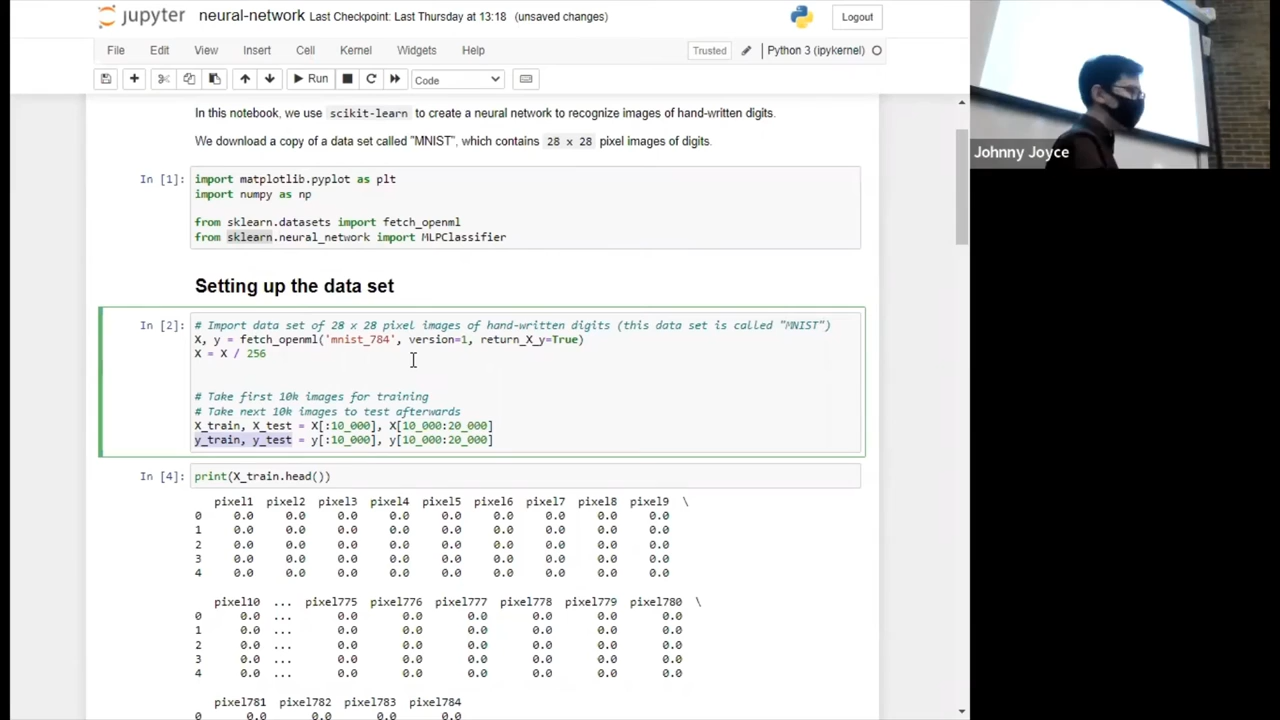 jupyter neural-network Last Checkpoint: Last Thursday at 13:18 (unsaved changes) Logout
File Edit View Insert Cell Kernel Widgets Help Trusted Python 3 (ipykernel)
Run Code
In this notebook, we use scikit-learn to create a neural network to recognize images of hand-written digits.
We download a copy of a data set called "MNIST", which contains 28 x 28 pixel images of digits.
In [1]: import matplotlib.pyplot as plt
import numpy as np
from sklearn.datasets import fetch_openml
from sklearn.neural_network import MLPClassifier
Setting up the data set
In [2]: # Import data set of 28 x 28 pixel images of hand-written digits (this data set is called "MNIST")
X, y = fetch_openml('mnist_784', version=1, return_X_y=True)
X = X / 256
# Take first 10k images for training
# Take next 10k images to test afterwards
X_train, X_test = X[:10_000], X[10_000:20_000]
y_train, y_test = y[:10_000], y[10_000:20_000]
In [4]: print(X_train.head())
pixel1 pixel2 pixel3 pixel4 pixel5 pixel6 pixel7 pixel8 pixel9 \
0 0.0 0.0 0.0 0.0 0.0 0.0 0.0 0.0 0.0
1 0.0 0.0 0.0 0.0 0.0 0.0 0.0 0.0 0.0
2 0.0 0.0 0.0 0.0 0.0 0.0 0.0 0.0 0.0
3 0.0 0.0 0.0 0.0 0.0 0.0 0.0 0.0 0.0
4 0.0 0.0 0.0 0.0 0.0 0.0 0.0 0.0 0.0
pixel10 ... pixel775 pixel776 pixel777 pixel778 pixel779 pixel780 \
0 0.0 ... 0.0 0.0 0.0 0.0 0.0 0.0
1 0.0 ... 0.0 0.0 0.0 0.0 0.0 0.0
2 0.0 ... 0.0 0.0 0.0 0.0 0.0 0.0
3 0.0 ... 0.0 0.0 0.0 0.0 0.0 0.0
4 0.0 ... 0.0 0.0 0.0 0.0 0.0 0.0
pixel781 pixel782 pixel783 pixel784
0 0.0 0.0 0.0 0.0
Johnny Joyce